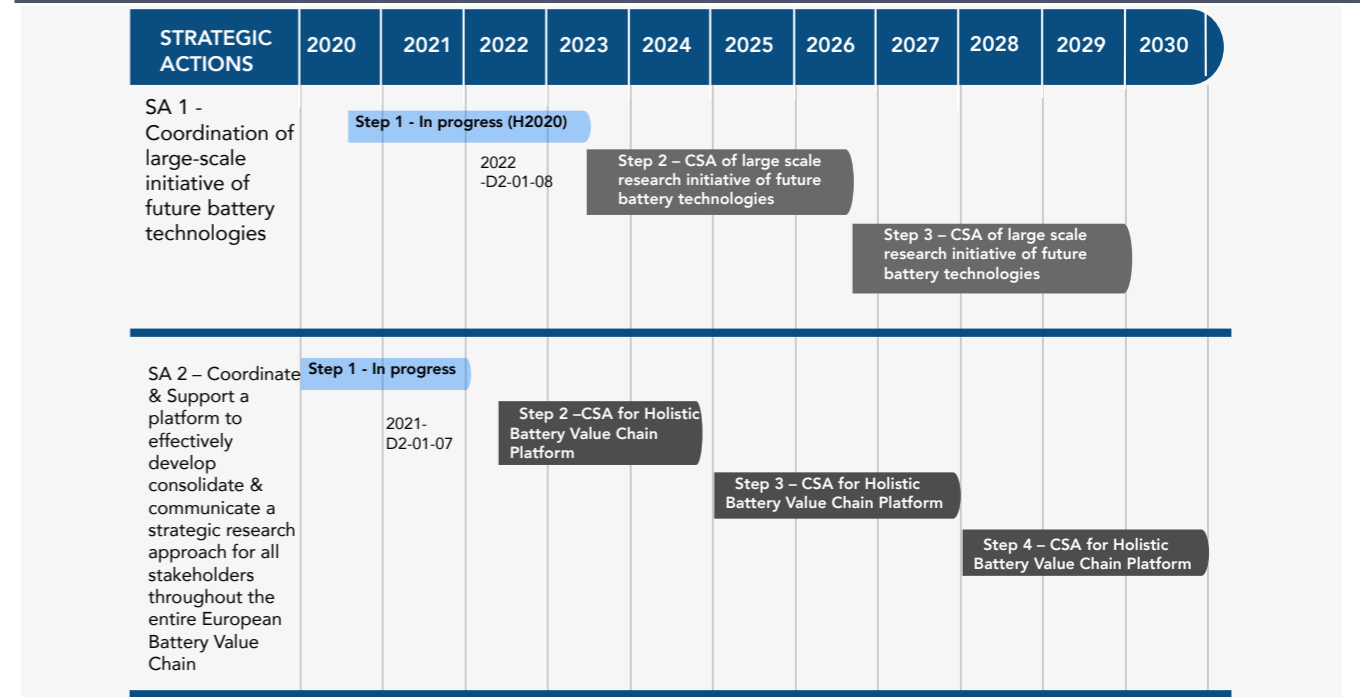 STRATEGIC
ACTIONS
2020
2021
2022
2023
2024
2025
2026
2027
2028
2029
2030
SA 1 -
Coordination of
large-scale
initiative of
future battery
technologies
Step 1 - In progress (H2020)
2022
-D2-01-08
Step 2 – CSA of large scale
research initiative of future
battery technologies
Step 3 – CSA of large scale
research initiative of future
battery technologies
SA 2 – Coordinate
& Support a
platform to
effectively
develop
consolidate &
communicate a
strategic research
approach for all
stakeholders
throughout the
entire European
Battery Value
Chain
Step 1 - In progress
2021-
D2-01-07
Step 2 –CSA for Holistic
Battery Value Chain
Platform
Step 3 – CSA for Holistic
Battery Value Chain Platform
Step 4 – CSA for Holistic
Battery Value Chain Platform